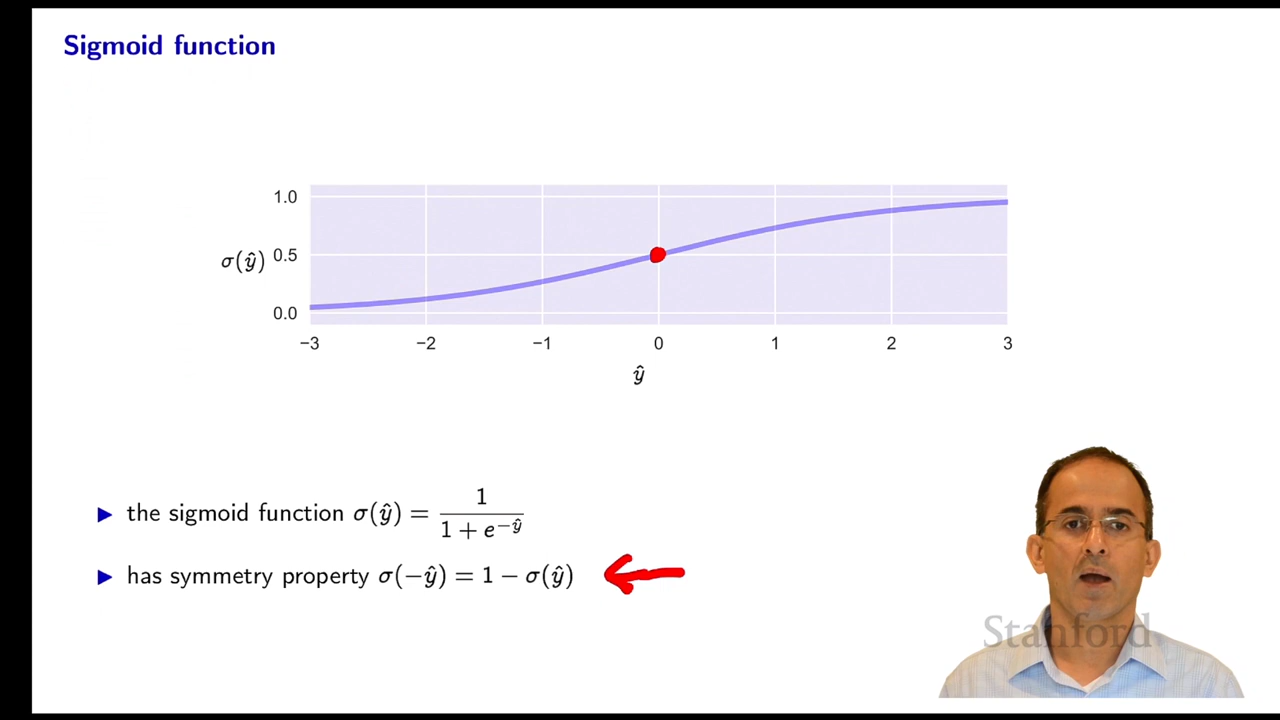 Sigmoid function
1.0
σ(ŷ) 0.5
0.0
−3 −2 −1 0 1 2 3
ŷ
▶ the sigmoid function σ(ŷ) = 1 / (1 + e^{−ŷ})
▶ has symmetry property σ(−ŷ) = 1 − σ(ŷ)
Stanford